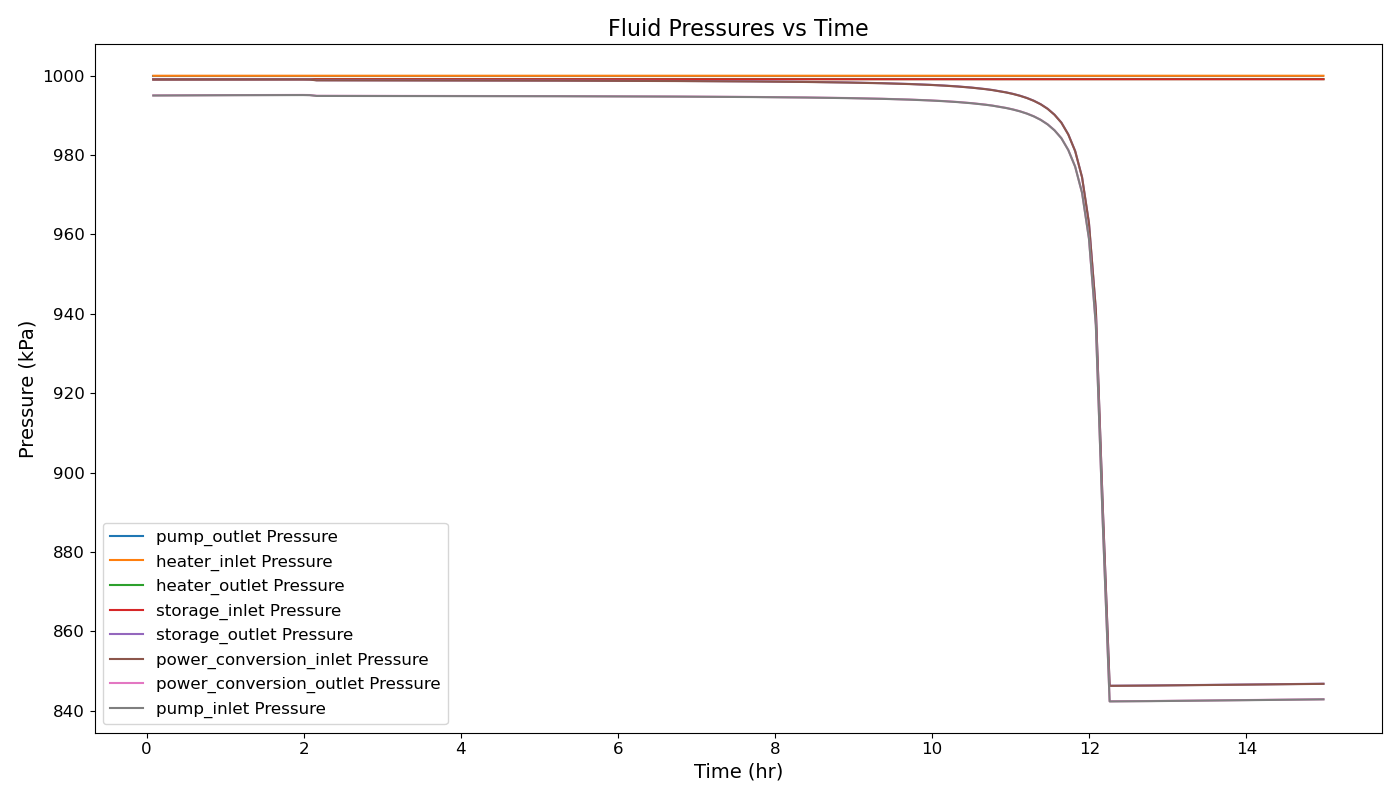 Fluid Pressures vs Time
Pressure (kPa)
1000
980
960
940
920
900
880
860
840
pump_outlet Pressure
heater_inlet Pressure
heater_outlet Pressure
storage_inlet Pressure
storage_outlet Pressure
power_conversion_inlet Pressure
power_conversion_outlet Pressure
pump_inlet Pressure
0 2 4 6 8 10 12 14
Time (hr)